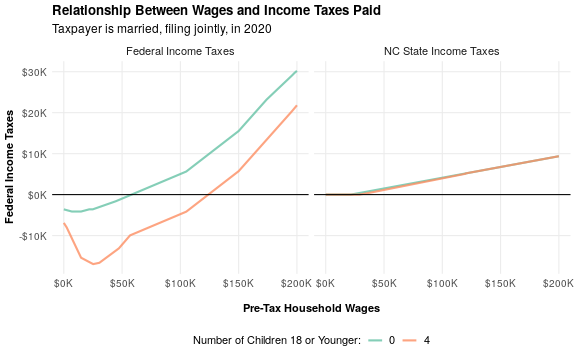 Relationship Between Wages and Income Taxes Paid
Taxpayer is married, filing jointly, in 2020
Federal Income Taxes
NC State Income Taxes
Federal Income Taxes
$30K
$20K
$10K
$0K
-$10K
$0K $50K $100K $150K $200K
$0K $50K $100K $150K $200K
Pre-Tax Household Wages
Number of Children 18 or Younger: 0 4